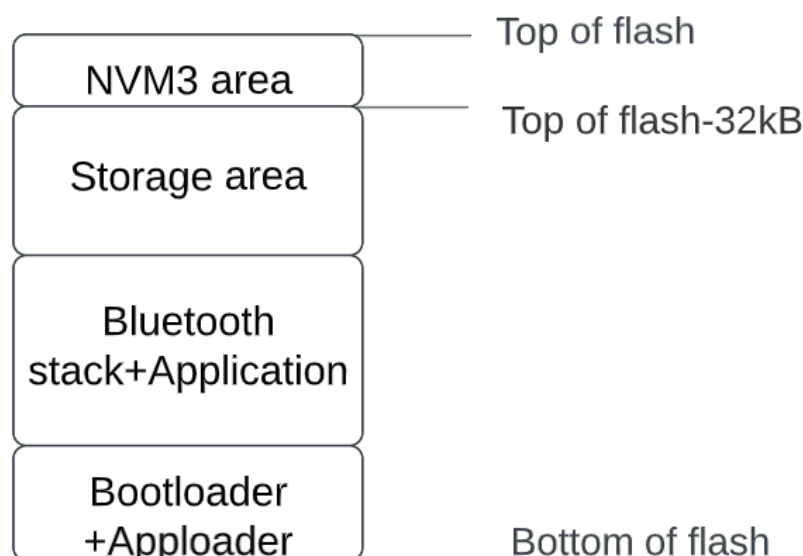 Top of flash
NVM3 area
Top of flash-32kB
Storage area
Bluetooth
stack+Application
Bootloader
+Apploader
Bottom of flash